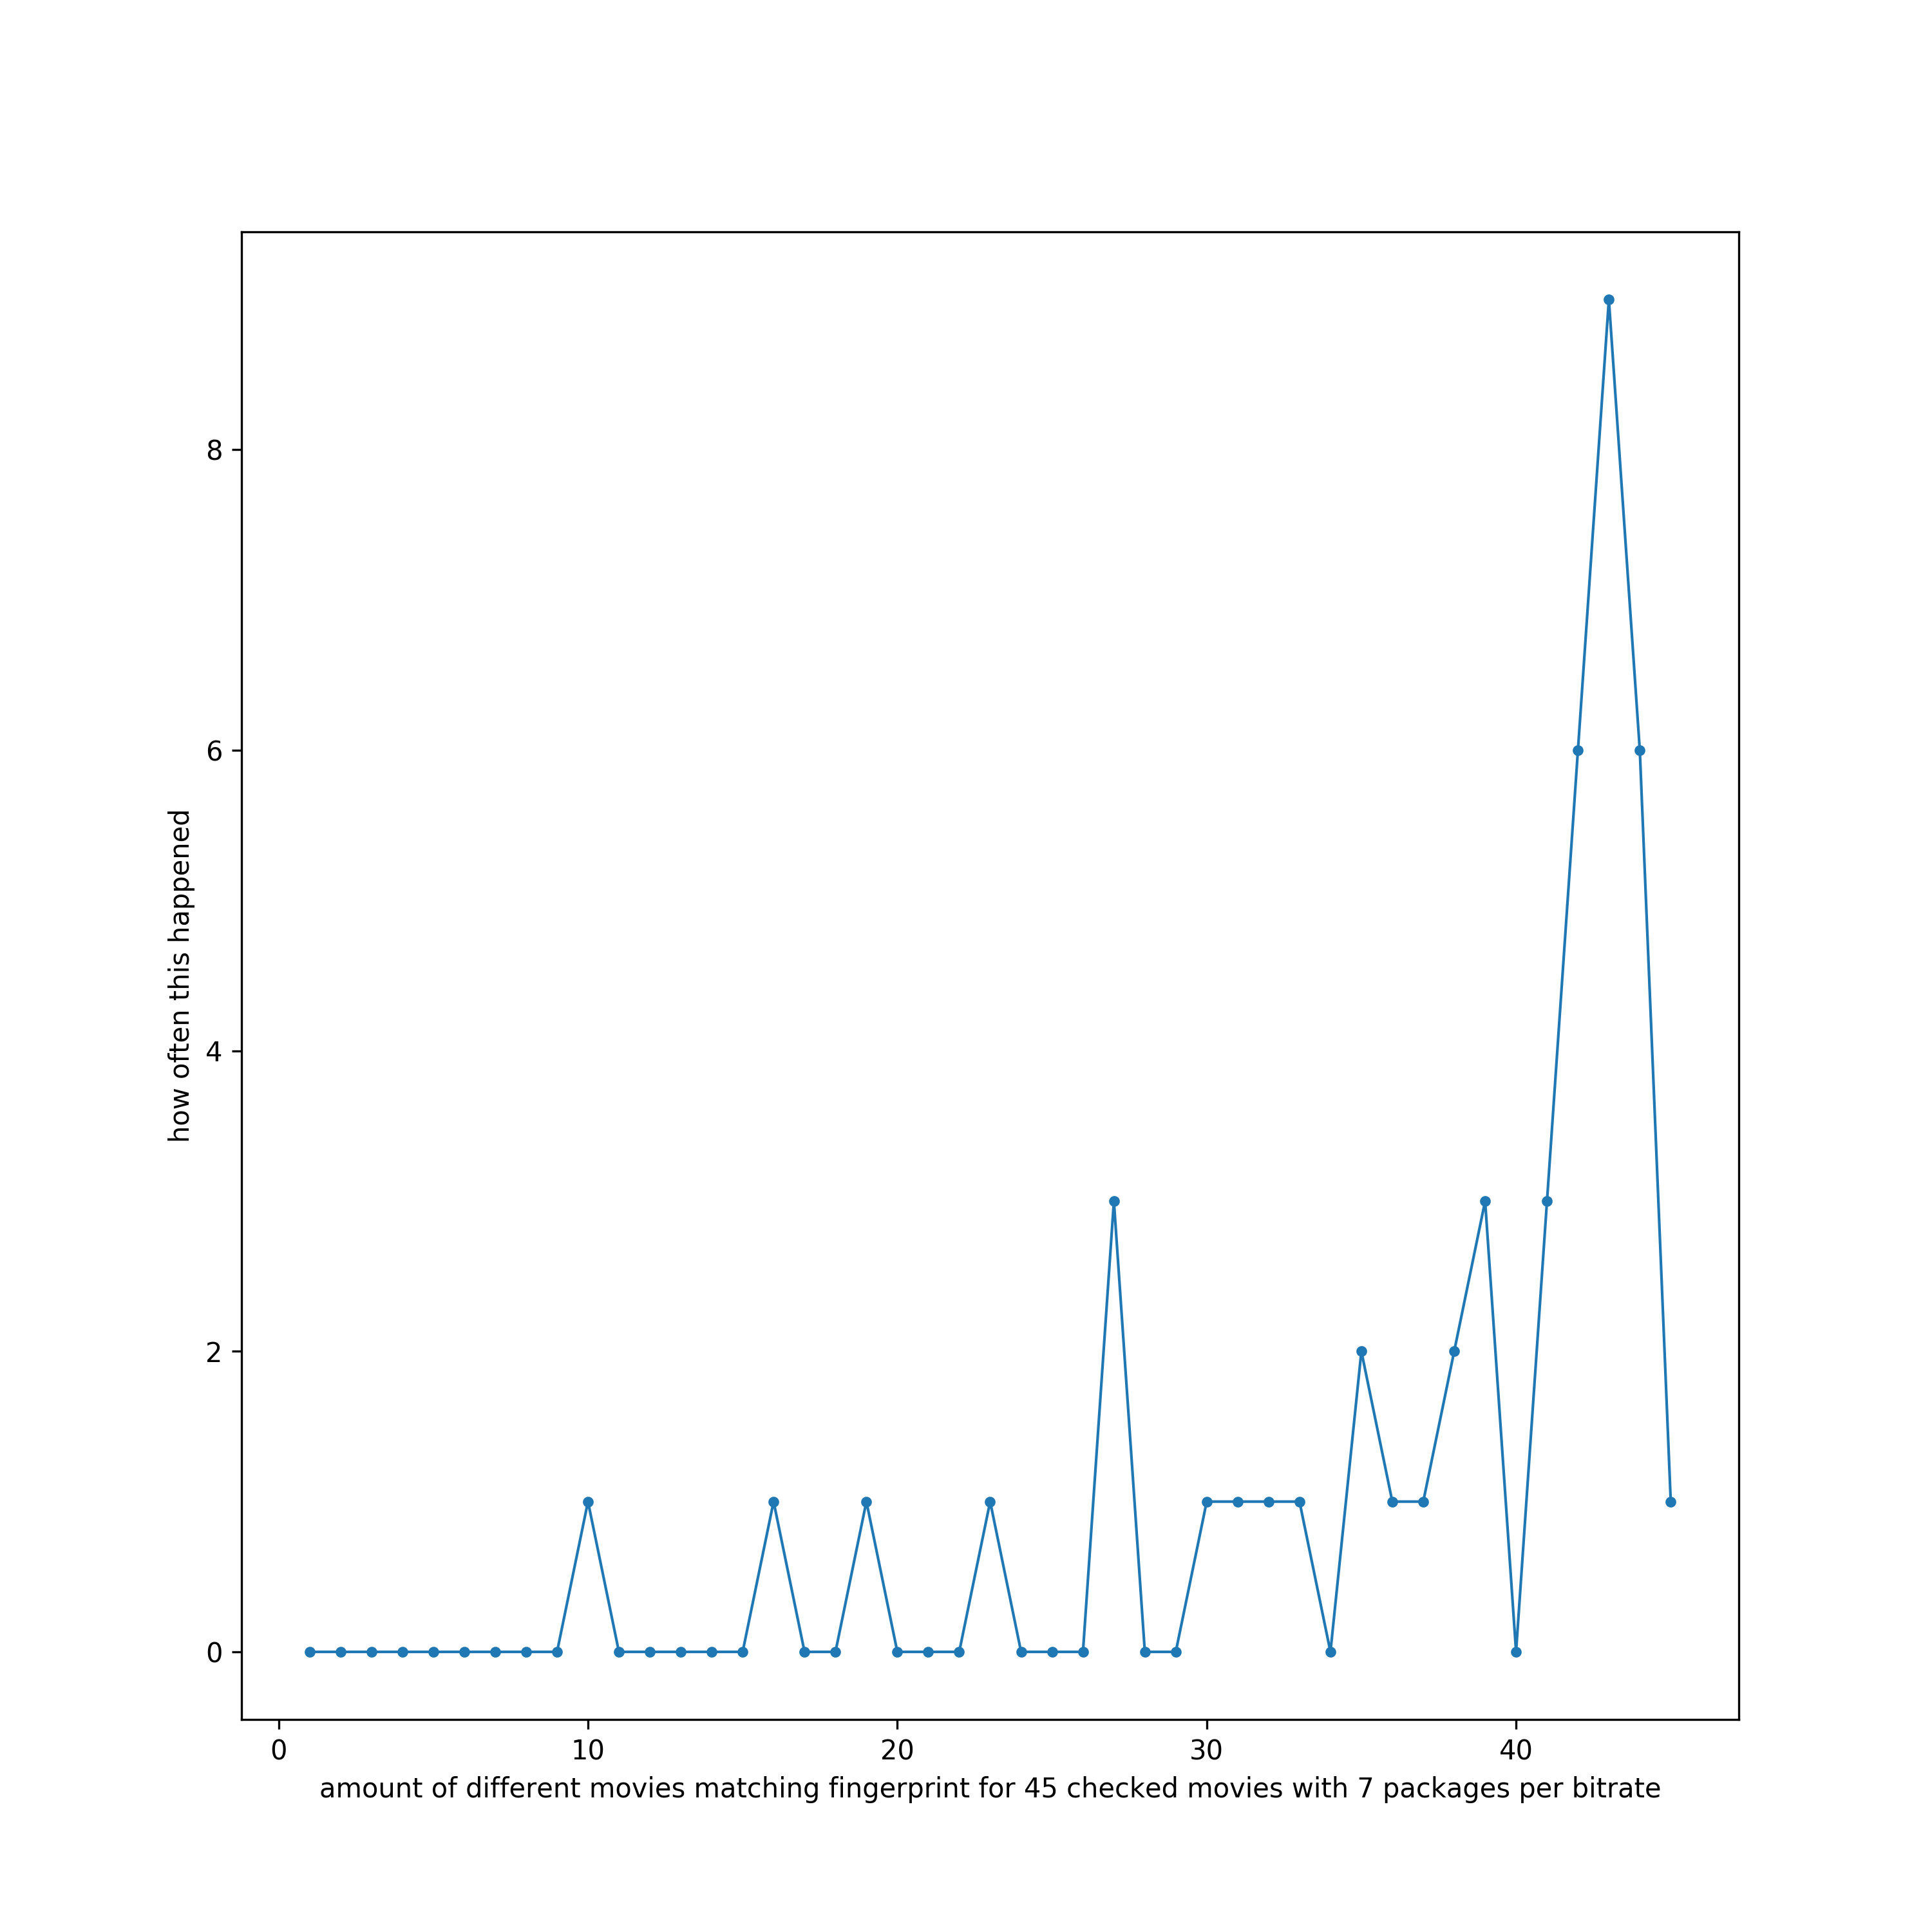 8
6
4
2
0
how often this happened
0 10 20 30 40
amount of different movies matching fingerprint for 45 checked movies with 7 packages per bitrate